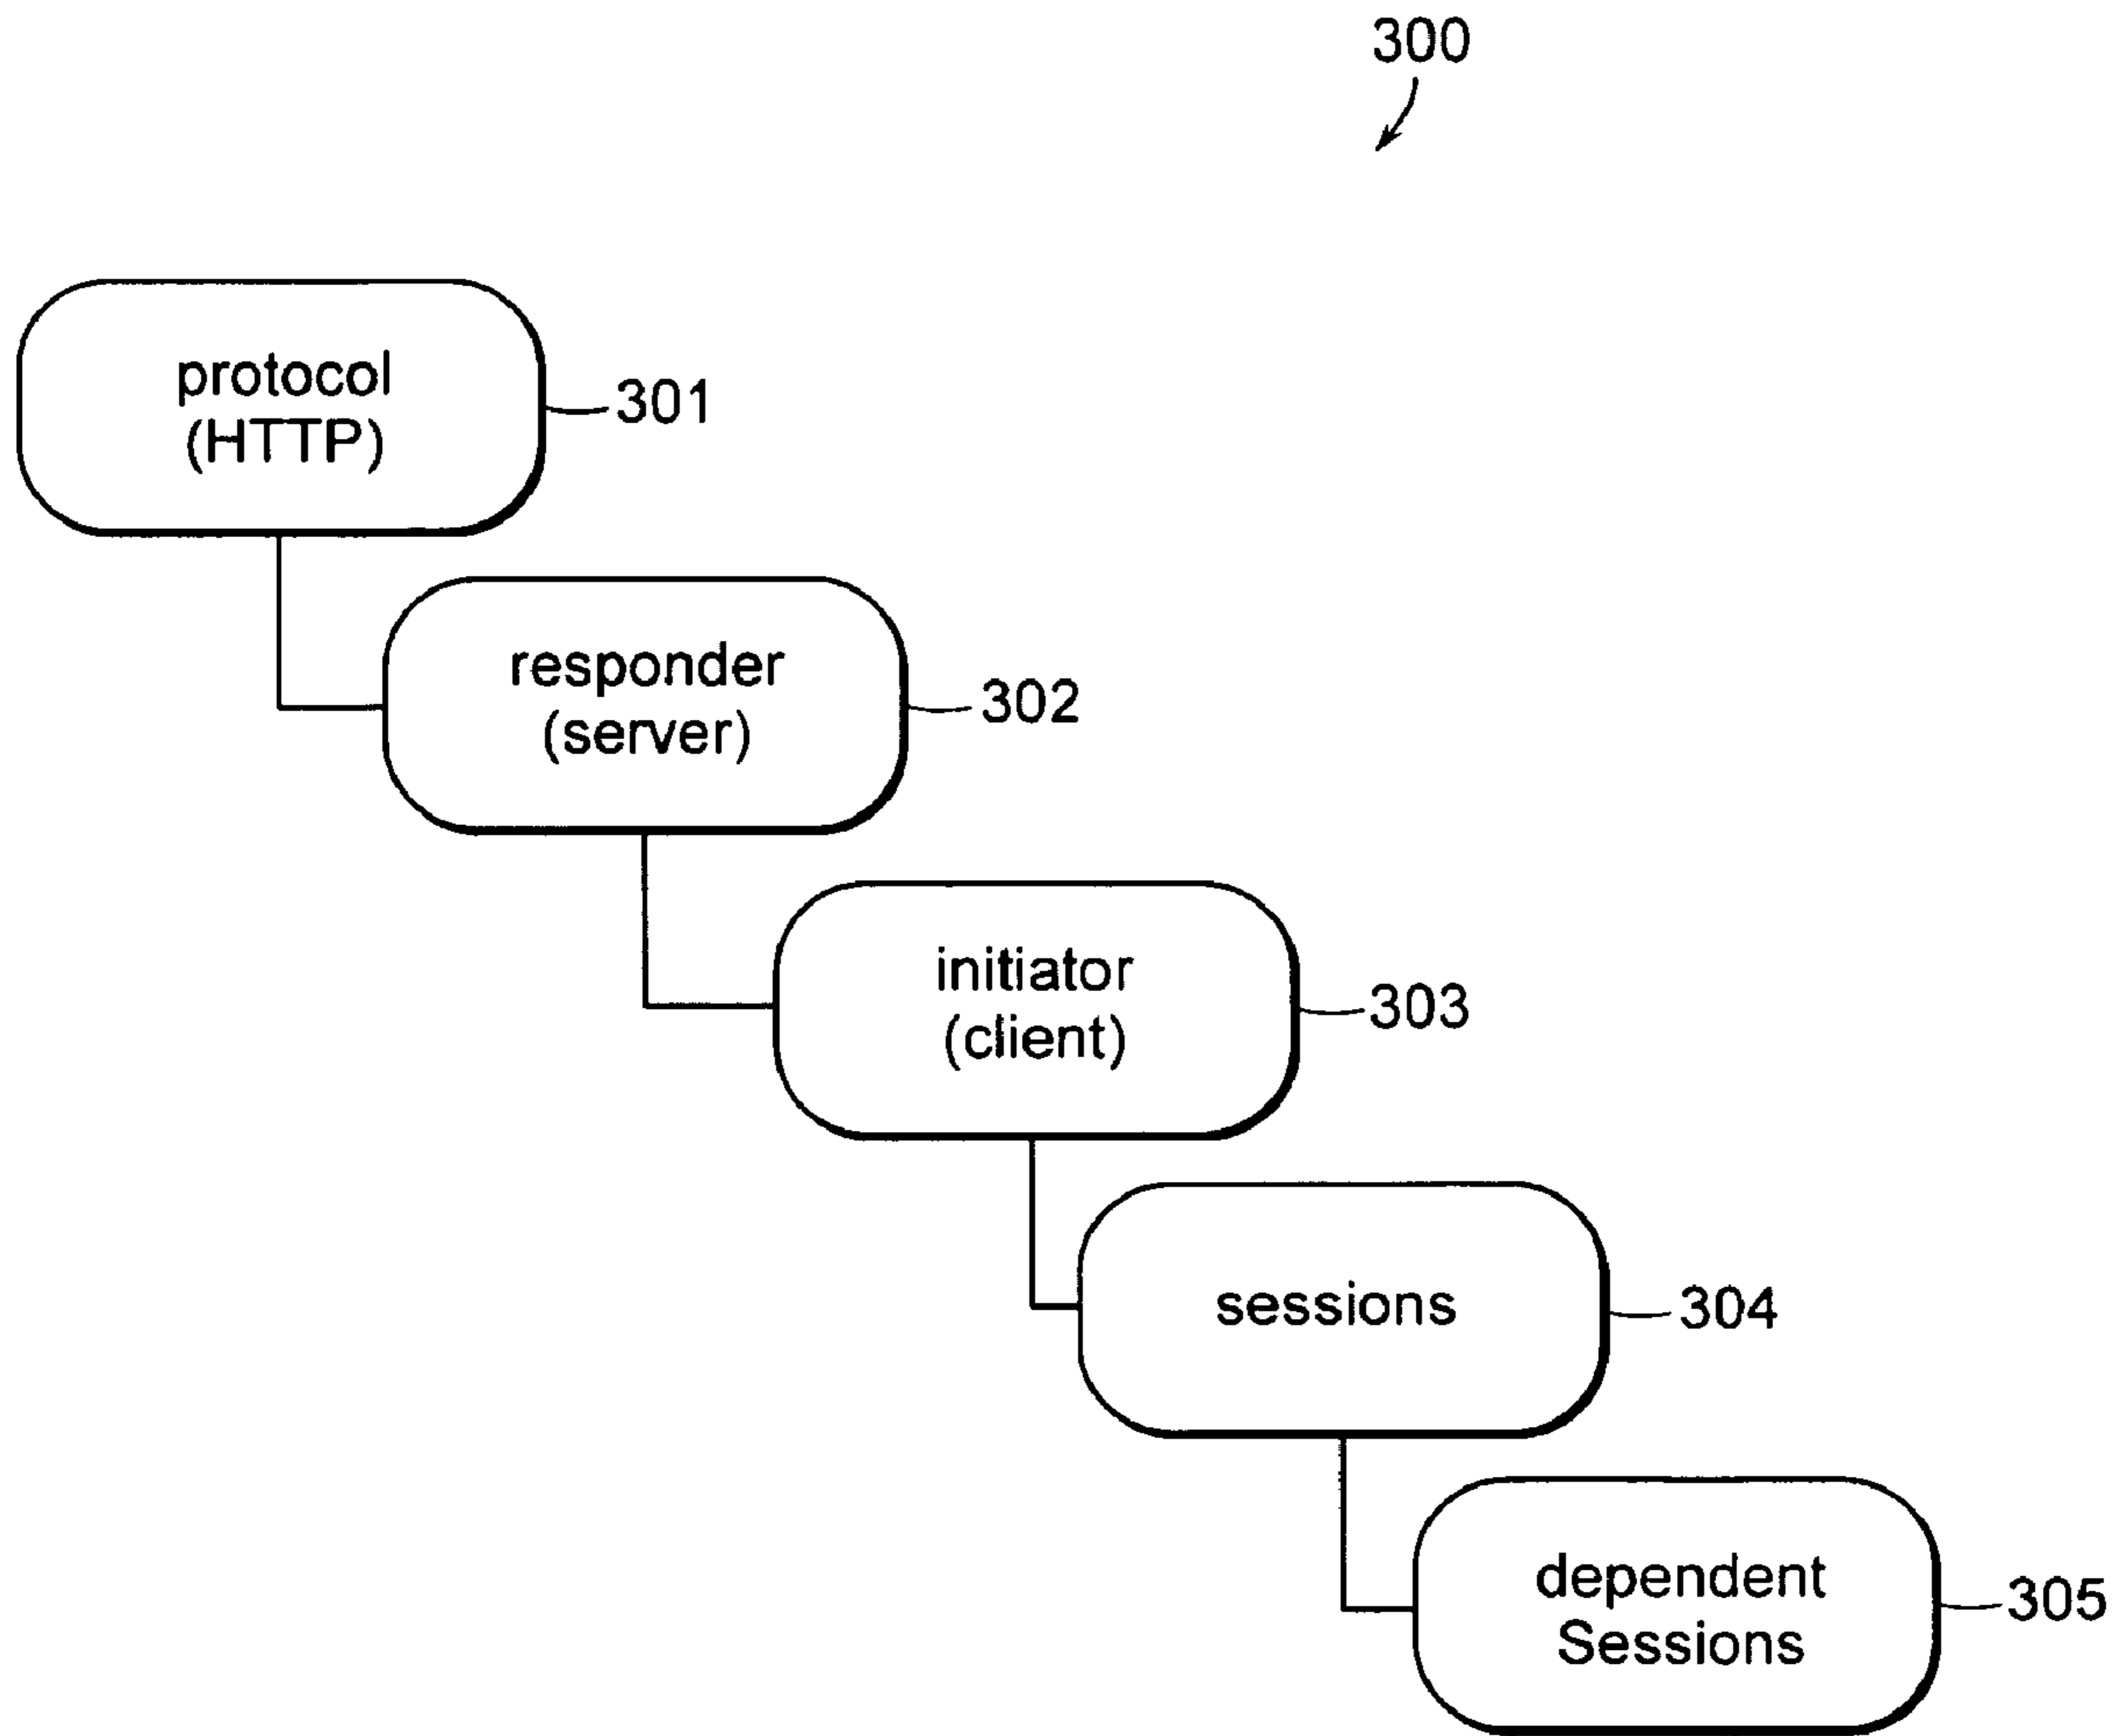 300
protocol
(HTTP)
301
responder
(server)
302
initiator
(client)
303
sessions
304
dependent
Sessions
305